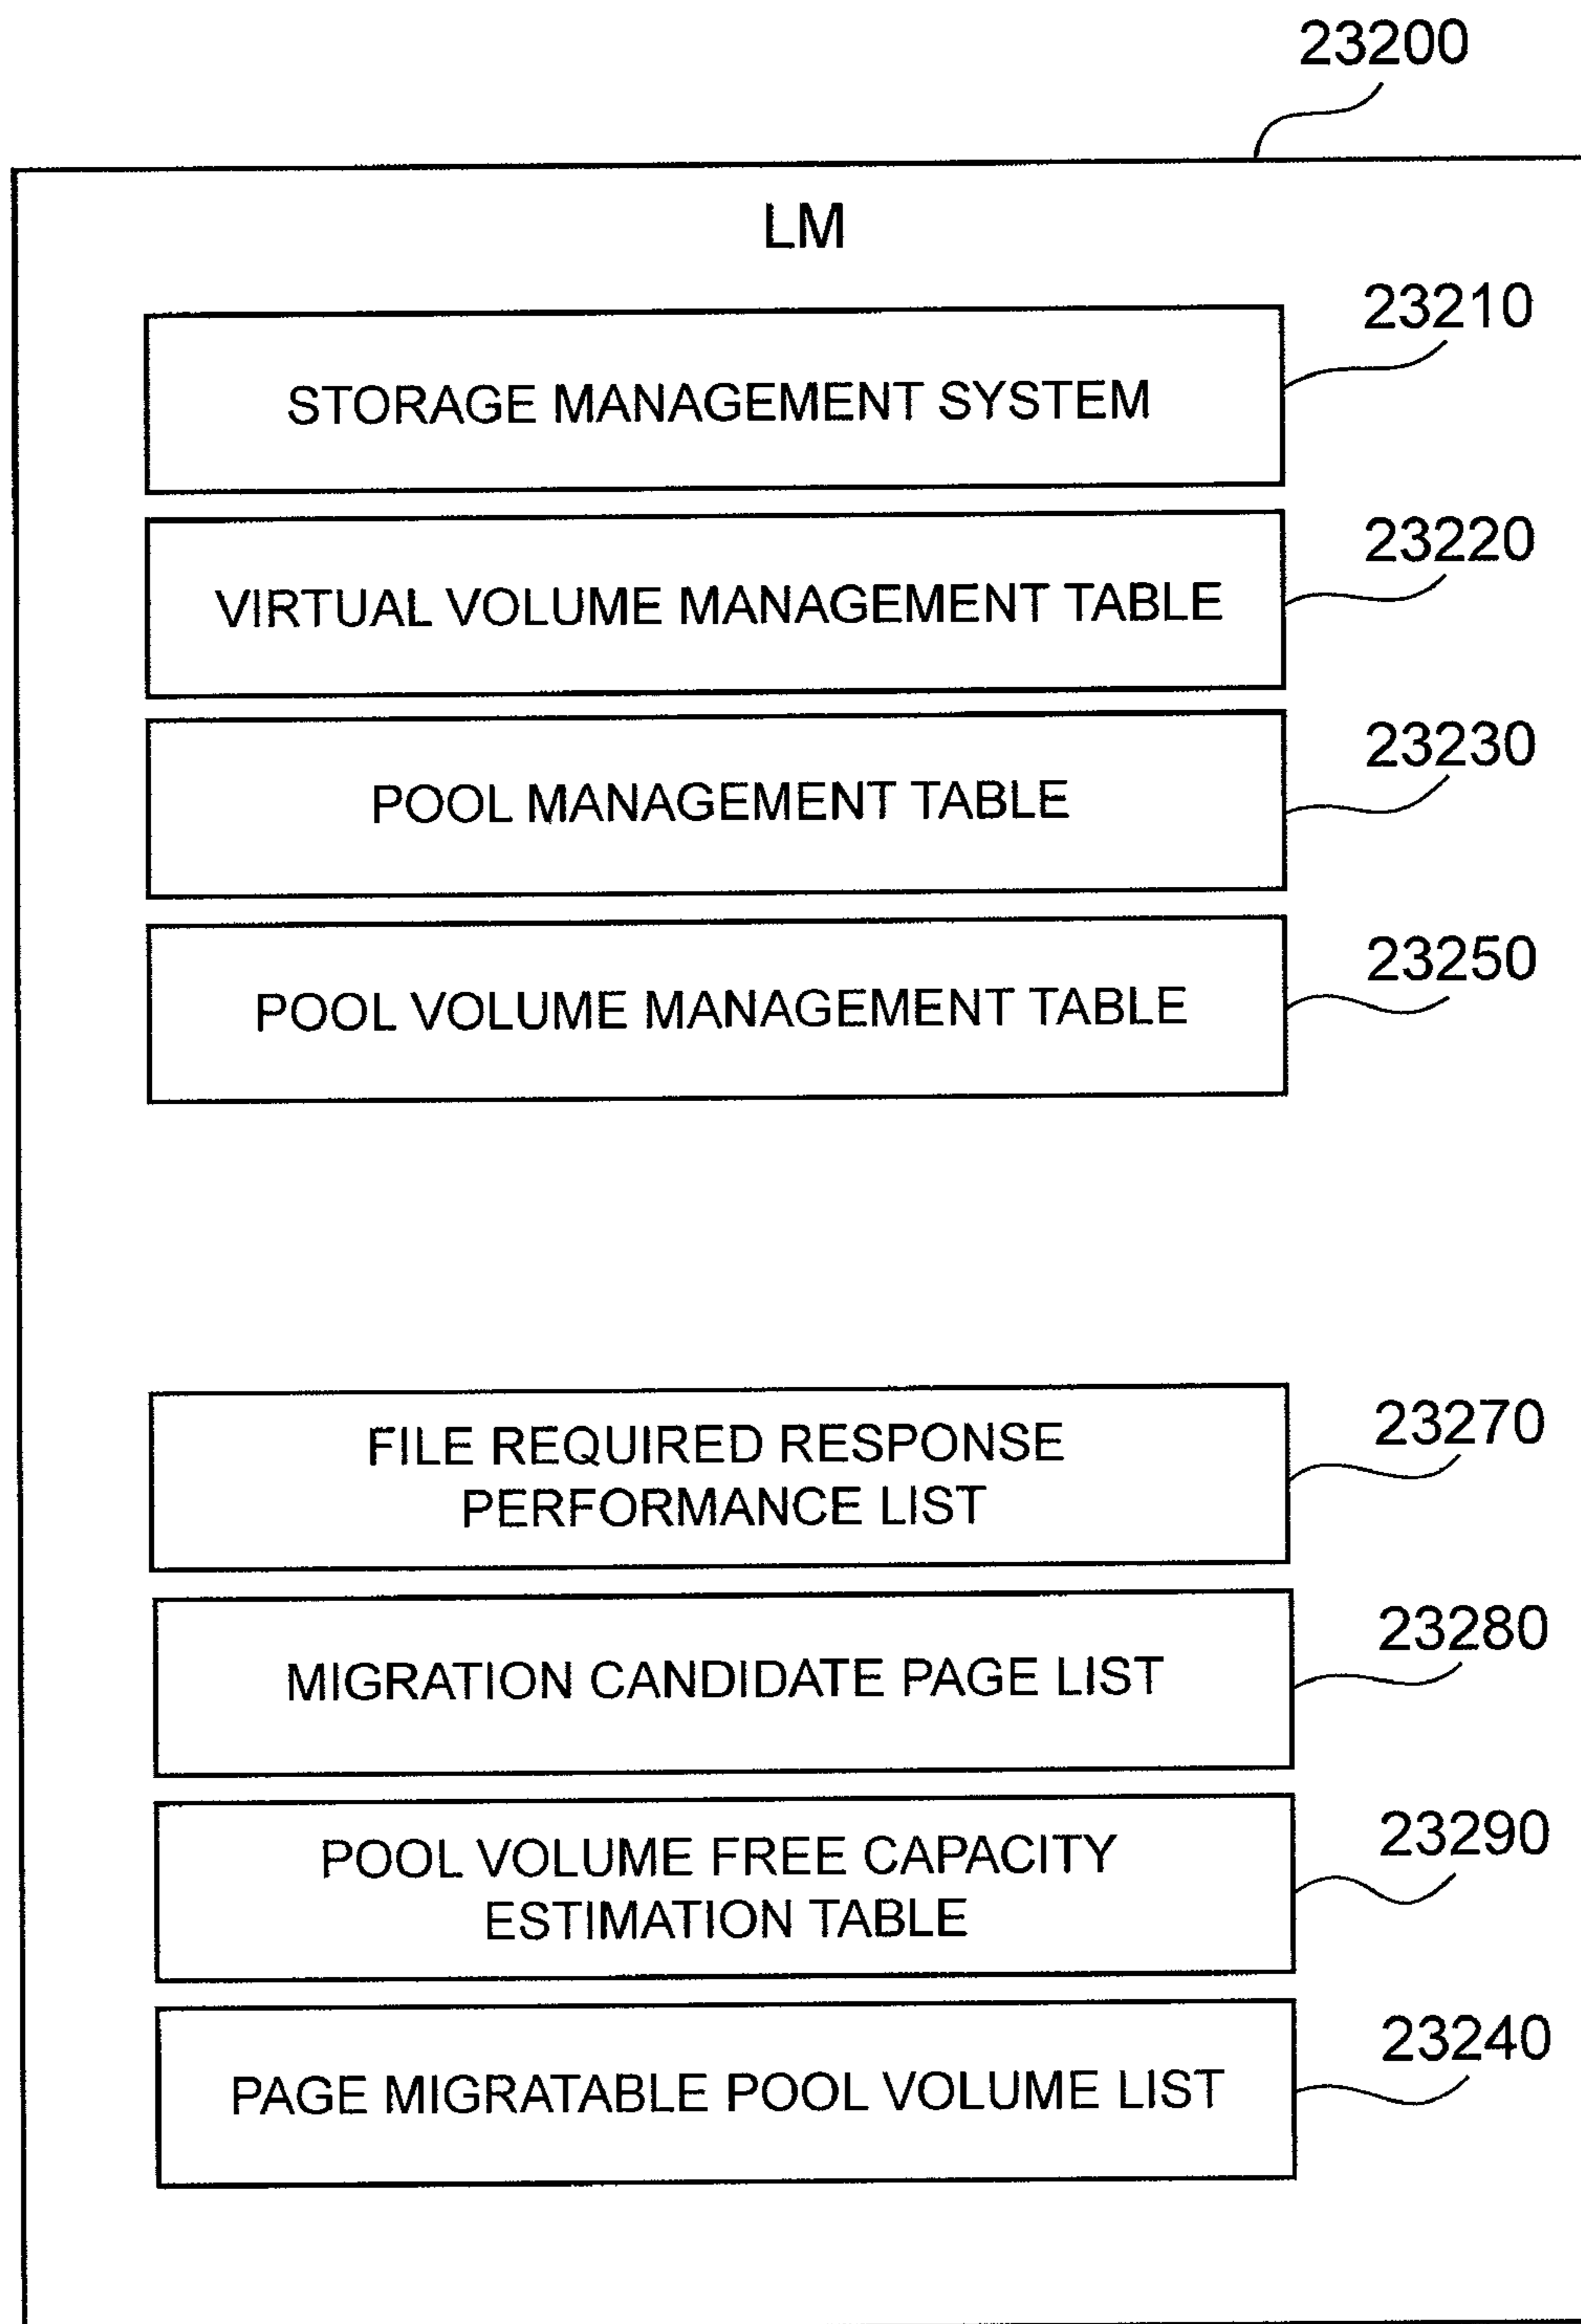 23200
LM
23210
STORAGE MANAGEMENT SYSTEM
23220
VIRTUAL VOLUME MANAGEMENT TABLE
23230
POOL MANAGEMENT TABLE
23250
POOL VOLUME MANAGEMENT TABLE
23270
FILE REQUIRED RESPONSE
PERFORMANCE LIST
23280
MIGRATION CANDIDATE PAGE LIST
23290
POOL VOLUME FREE CAPACITY
ESTIMATION TABLE
23240
PAGE MIGRATABLE POOL VOLUME LIST